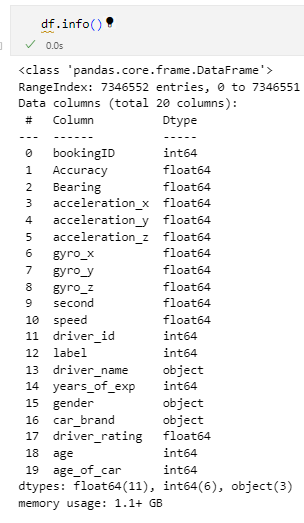 df.info()
0.0s
<class 'pandas.core.frame.DataFrame'>
RangeIndex: 7346552 entries, 0 to 7346551
Data columns (total 20 columns):
 #   Column          Dtype
---  ------          -----
 0   bookingID       int64
 1   Accuracy        float64
 2   Bearing         float64
 3   acceleration_x  float64
 4   acceleration_y  float64
 5   acceleration_z  float64
 6   gyro_x          float64
 7   gyro_y          float64
 8   gyro_z          float64
 9   second          float64
 10  speed           float64
 11  driver_id       int64
 12  label           int64
 13  driver_name     object
 14  years_of_exp    int64
 15  gender          object
 16  car_brand       object
 17  driver_rating   float64
 18  age             int64
 19  age_of_car      int64
dtypes: float64(11), int64(6), object(3)
memory usage: 1.1+ GB